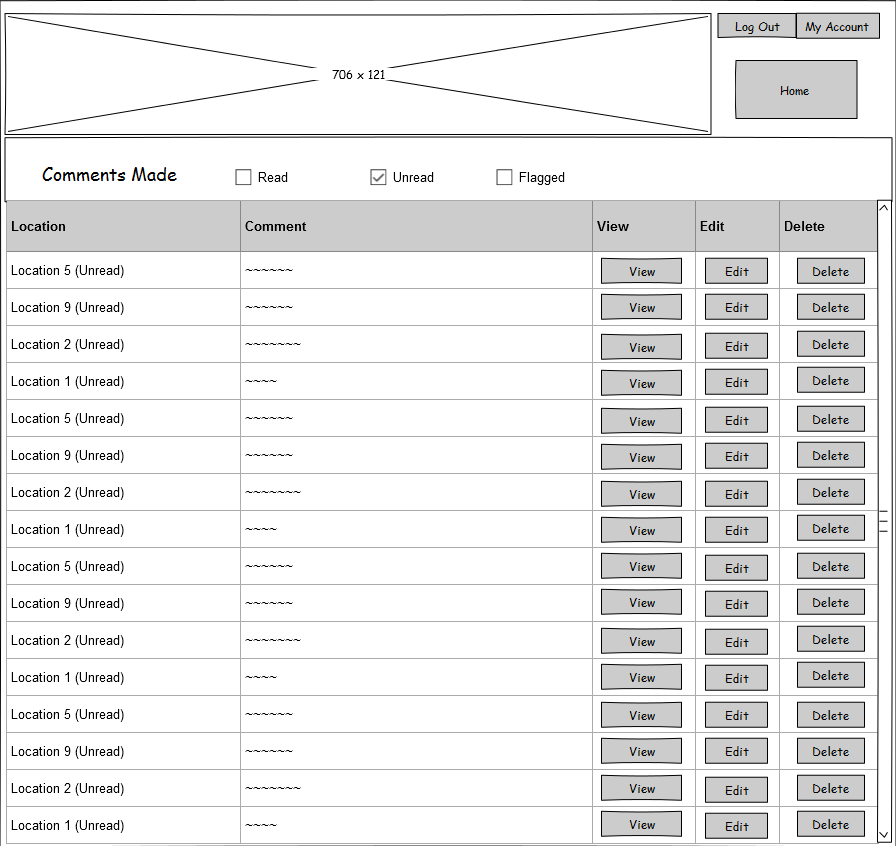 Log Out My Account
706 x 121
Home
Comments Made Read Unread Flagged
Location Comment View Edit Delete
Location 5 (Unread) ~~~~~~ View Edit Delete
Location 9 (Unread) ~~~~~~ View Edit Delete
Location 2 (Unread) ~~~~~~~ View Edit Delete
Location 1 (Unread) ~~~~ View Edit Delete
Location 5 (Unread) ~~~~~~ View Edit Delete
Location 9 (Unread) ~~~~~~ View Edit Delete
Location 2 (Unread) ~~~~~~~ View Edit Delete
Location 1 (Unread) ~~~~ View Edit Delete
Location 5 (Unread) ~~~~~~ View Edit Delete
Location 9 (Unread) ~~~~~~ View Edit Delete
Location 2 (Unread) ~~~~~~~ View Edit Delete
Location 1 (Unread) ~~~~ View Edit Delete
Location 5 (Unread) ~~~~~~ View Edit Delete
Location 9 (Unread) ~~~~~~ View Edit Delete
Location 2 (Unread) ~~~~~~~ View Edit Delete
Location 1 (Unread) ~~~~ View Edit Delete